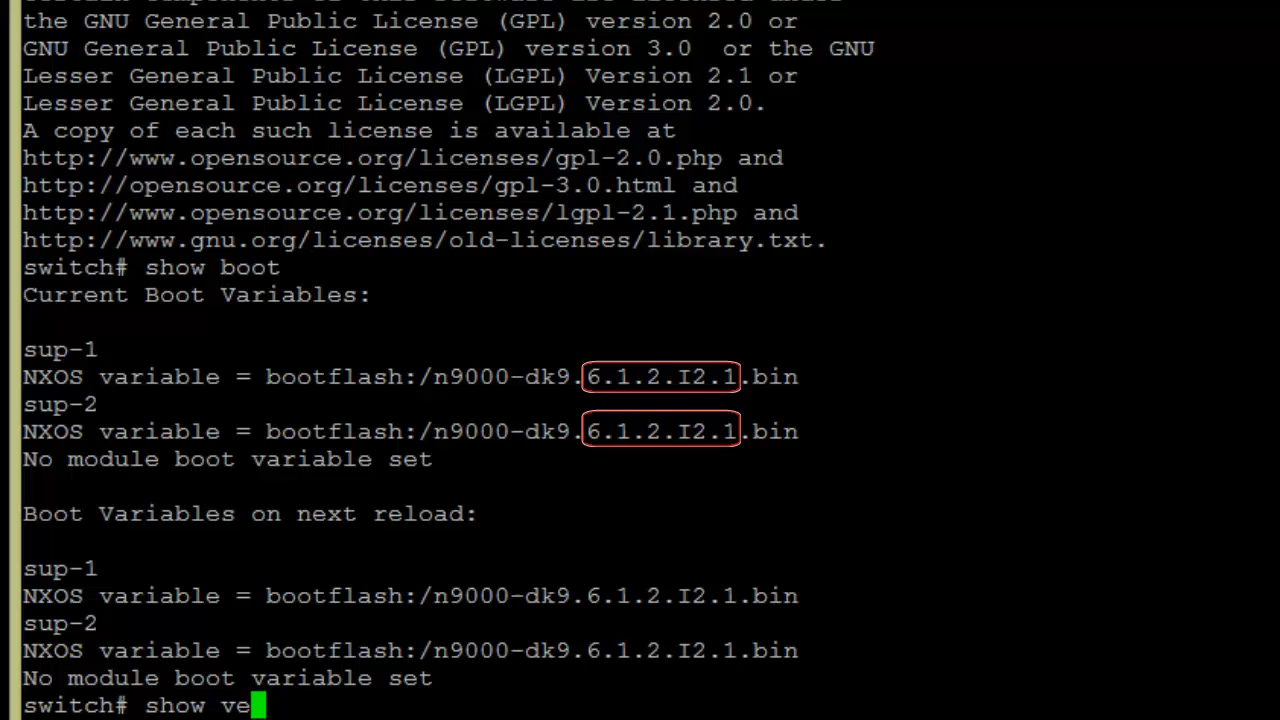 certain components of this software are licensed under
the GNU General Public License (GPL) version 2.0 or
GNU General Public License (GPL) version 3.0  or the GNU
Lesser General Public License (LGPL) Version 2.1 or
Lesser General Public License (LGPL) Version 2.0.
A copy of each such license is available at
http://www.opensource.org/licenses/gpl-2.0.php and
http://opensource.org/licenses/gpl-3.0.html and
http://www.opensource.org/licenses/lgpl-2.1.php and
http://www.gnu.org/licenses/old-licenses/library.txt.
switch# show boot
Current Boot Variables:
sup-1
NXOS variable = bootflash:/n9000-dk9.6.1.2.I2.1.bin
sup-2
NXOS variable = bootflash:/n9000-dk9.6.1.2.I2.1.bin
No module boot variable set
Boot Variables on next reload:
sup-1
NXOS variable = bootflash:/n9000-dk9.6.1.2.I2.1.bin
sup-2
NXOS variable = bootflash:/n9000-dk9.6.1.2.I2.1.bin
No module boot variable set
switch# show ve